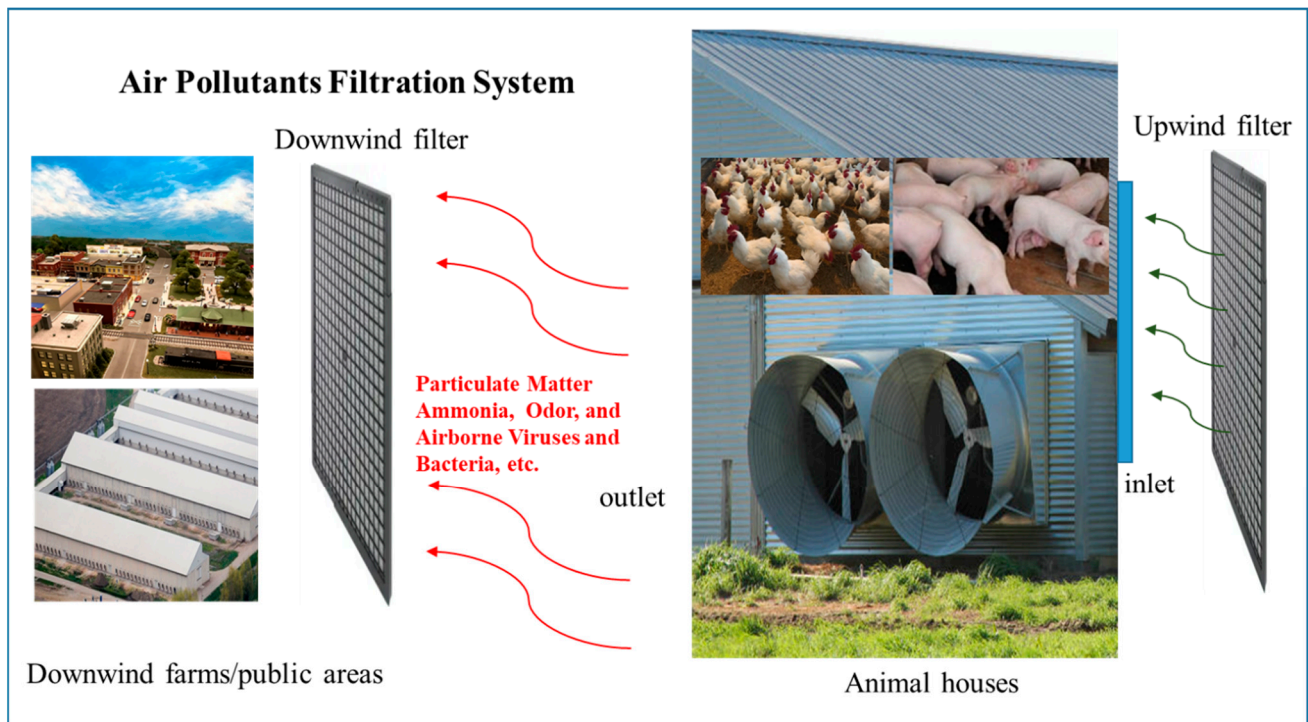 Air Pollutants Filtration System
Downwind filter
Upwind filter
Particulate Matter
Ammonia, Odor, and
Airborne Viruses and
Bacteria, etc.
outlet
inlet
Downwind farms/public areas
Animal houses